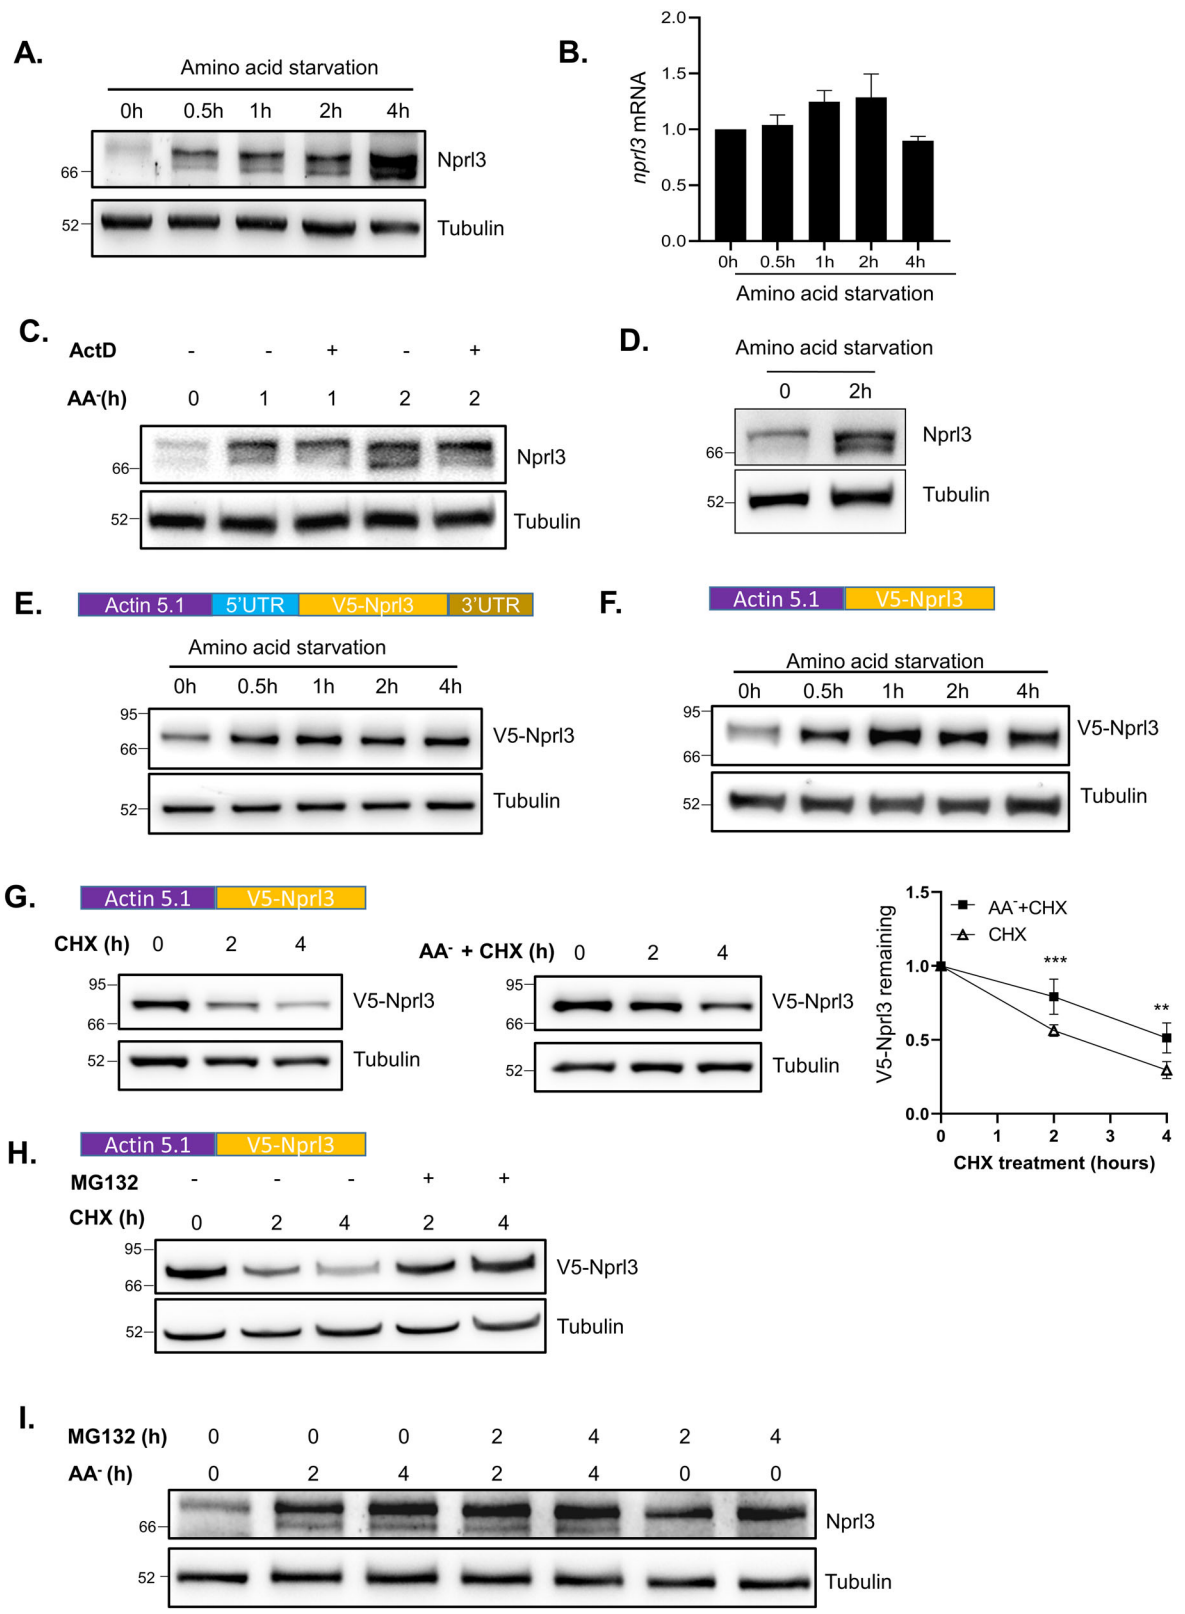 A.
Amino acid starvation
0h 0.5h 1h 2h 4h
66
Nprl3
52
Tubulin
B.
nprl3 mRNA
2.0
1.5
1.0
0.5
0.0
0h 0.5h 1h 2h 4h
Amino acid starvation
C.
ActD - - + - +
AA-(h) 0 1 1 2 2
66
Nprl3
52
Tubulin
D.
Amino acid starvation
0 2h
66
Nprl3
52
Tubulin
E.
Actin 5.1 5'UTR V5-Nprl3 3'UTR
Amino acid starvation
0h 0.5h 1h 2h 4h
95
66
V5-Nprl3
52
Tubulin
F.
Actin 5.1 V5-Nprl3
Amino acid starvation
0h 0.5h 1h 2h 4h
95
66
V5-Nprl3
52
Tubulin
G.
Actin 5.1 V5-Nprl3
CHX (h) 0 2 4
95
66
V5-Nprl3
52
Tubulin
AA- + CHX (h) 0 2 4
95
66
V5-Nprl3
52
Tubulin
V5-Nprl3 remaining
1.5
1.0
0.5
0.0
AA-+CHX
CHX
***
**
0 1 2 3 4
CHX treatment (hours)
H.
Actin 5.1 V5-Nprl3
MG132 - - - + +
CHX (h) 0 2 4 2 4
95
66
V5-Nprl3
52
Tubulin
I.
MG132 (h) 0 0 0 2 4 2 4
AA- (h) 0 2 4 2 4 0 0
66
Nprl3
52
Tubulin